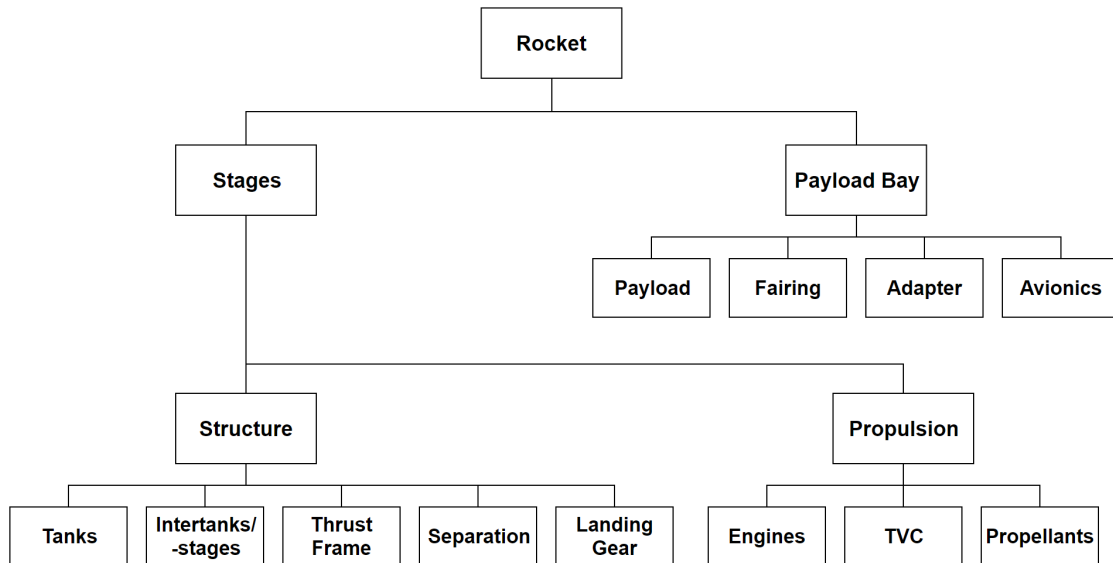 Rocket
Stages
Payload Bay
Payload
Fairing
Adapter
Avionics
Structure
Propulsion
Tanks
Intertanks/
-stages
Thrust
Frame
Separation
Landing
Gear
Engines
TVC
Propellants